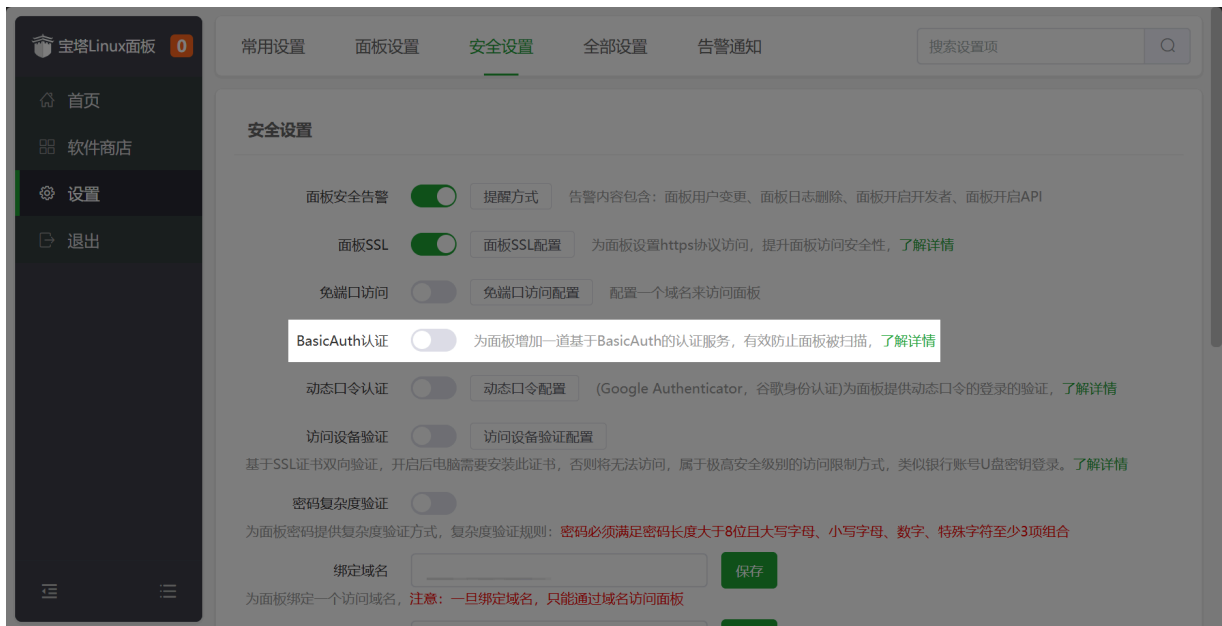 宝塔Linux面板 0
首页
软件商店
设置
退出
常用设置 面板设置 安全设置 全部设置 告警通知 搜索设置项
安全设置
面板安全告警 提醒方式 告警内容包含：面板用户变更、面板日志删除、面板开启开发者、面板开启API
面板SSL 面板SSL配置 为面板设置https协议访问，提升面板访问安全性，了解详情
免端口访问 免端口访问配置 配置一个域名来访问面板
BasicAuth认证 为面板增加一道基于BasicAuth的认证服务，有效防止面板被扫描，了解详情
动态口令认证 动态口令配置 (Google Authenticator，谷歌身份认证)为面板提供动态口令的登录的验证，了解详情
访问设备验证 访问设备验证配置
基于SSL证书双向验证，开启后电脑需要安装此证书，否则将无法访问，属于极高安全级别的访问限制方式，类似银行账号U盘密钥登录。了解详情
密码复杂度验证
为面板密码提供复杂度验证方式，复杂度验证规则：密码必须满足密码长度大于8位且大写字母、小写字母、数字、特殊字符至少3项组合
绑定域名 保存
为面板绑定一个访问域名，注意：一旦绑定域名，只能通过域名访问面板